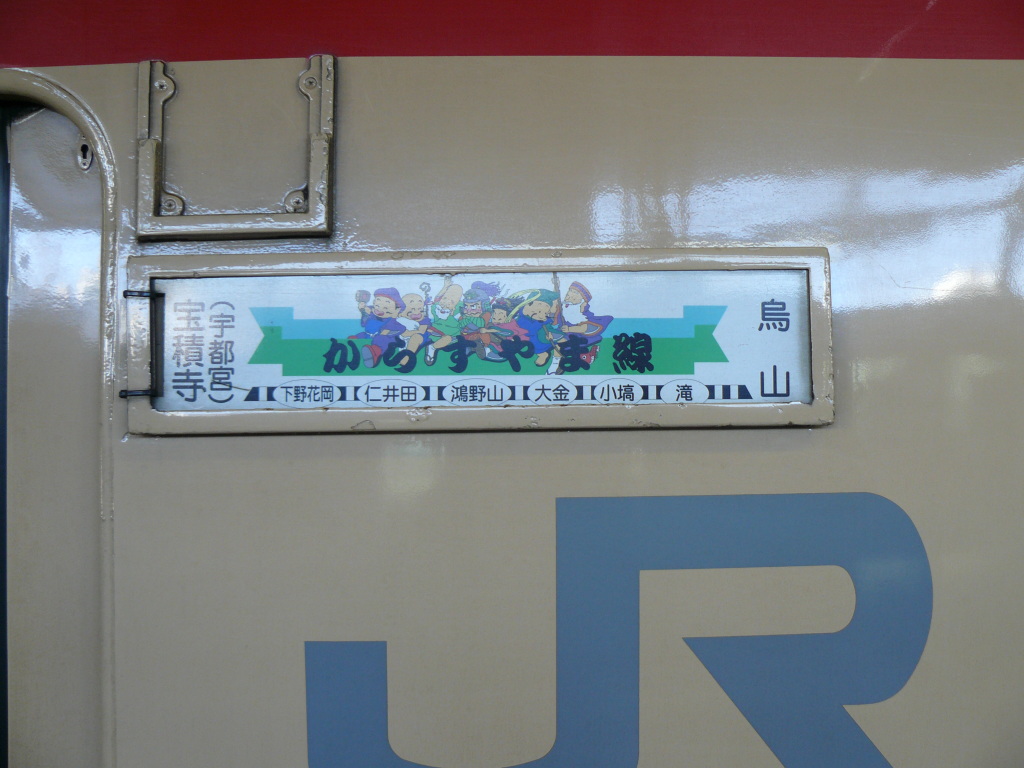 宝積寺
(宇都宮)
からすやま線
下野花岡 仁井田 鴻野山 大金 小塙 滝
烏山
JR